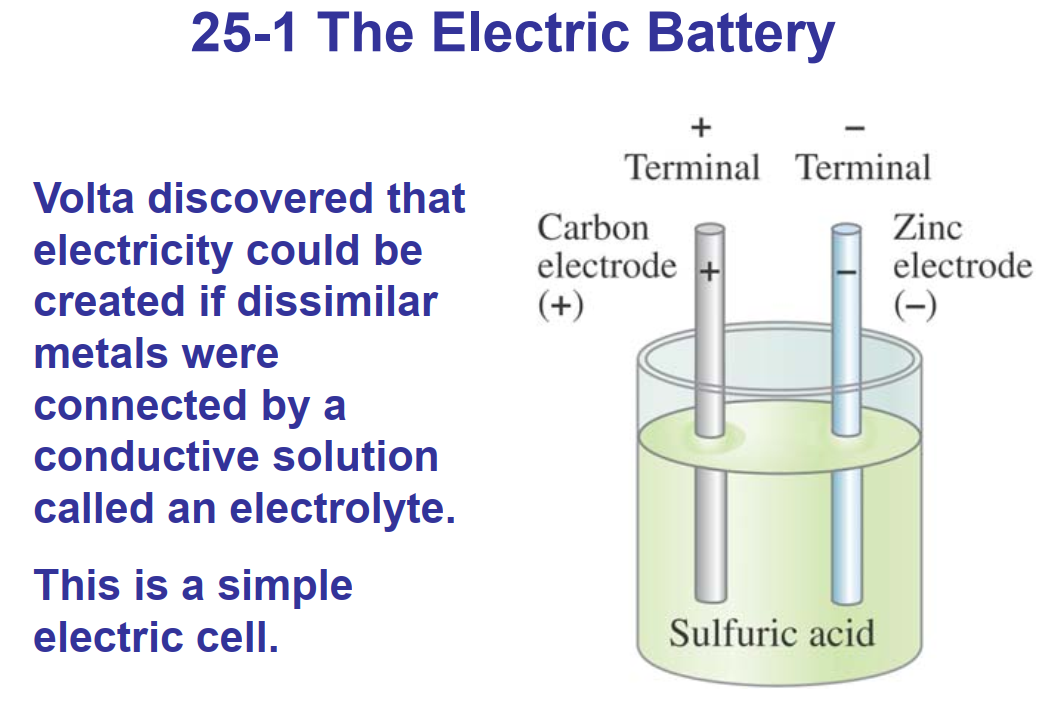 25-1 The Electric Battery
Volta discovered that
electricity could be
created if dissimilar
metals were
connected by a
conductive solution
called an electrolyte.
This is a simple
electric cell.
+
Terminal
−
Terminal
Carbon
electrode
(+)
+
−
Zinc
electrode
(−)
Sulfuric acid